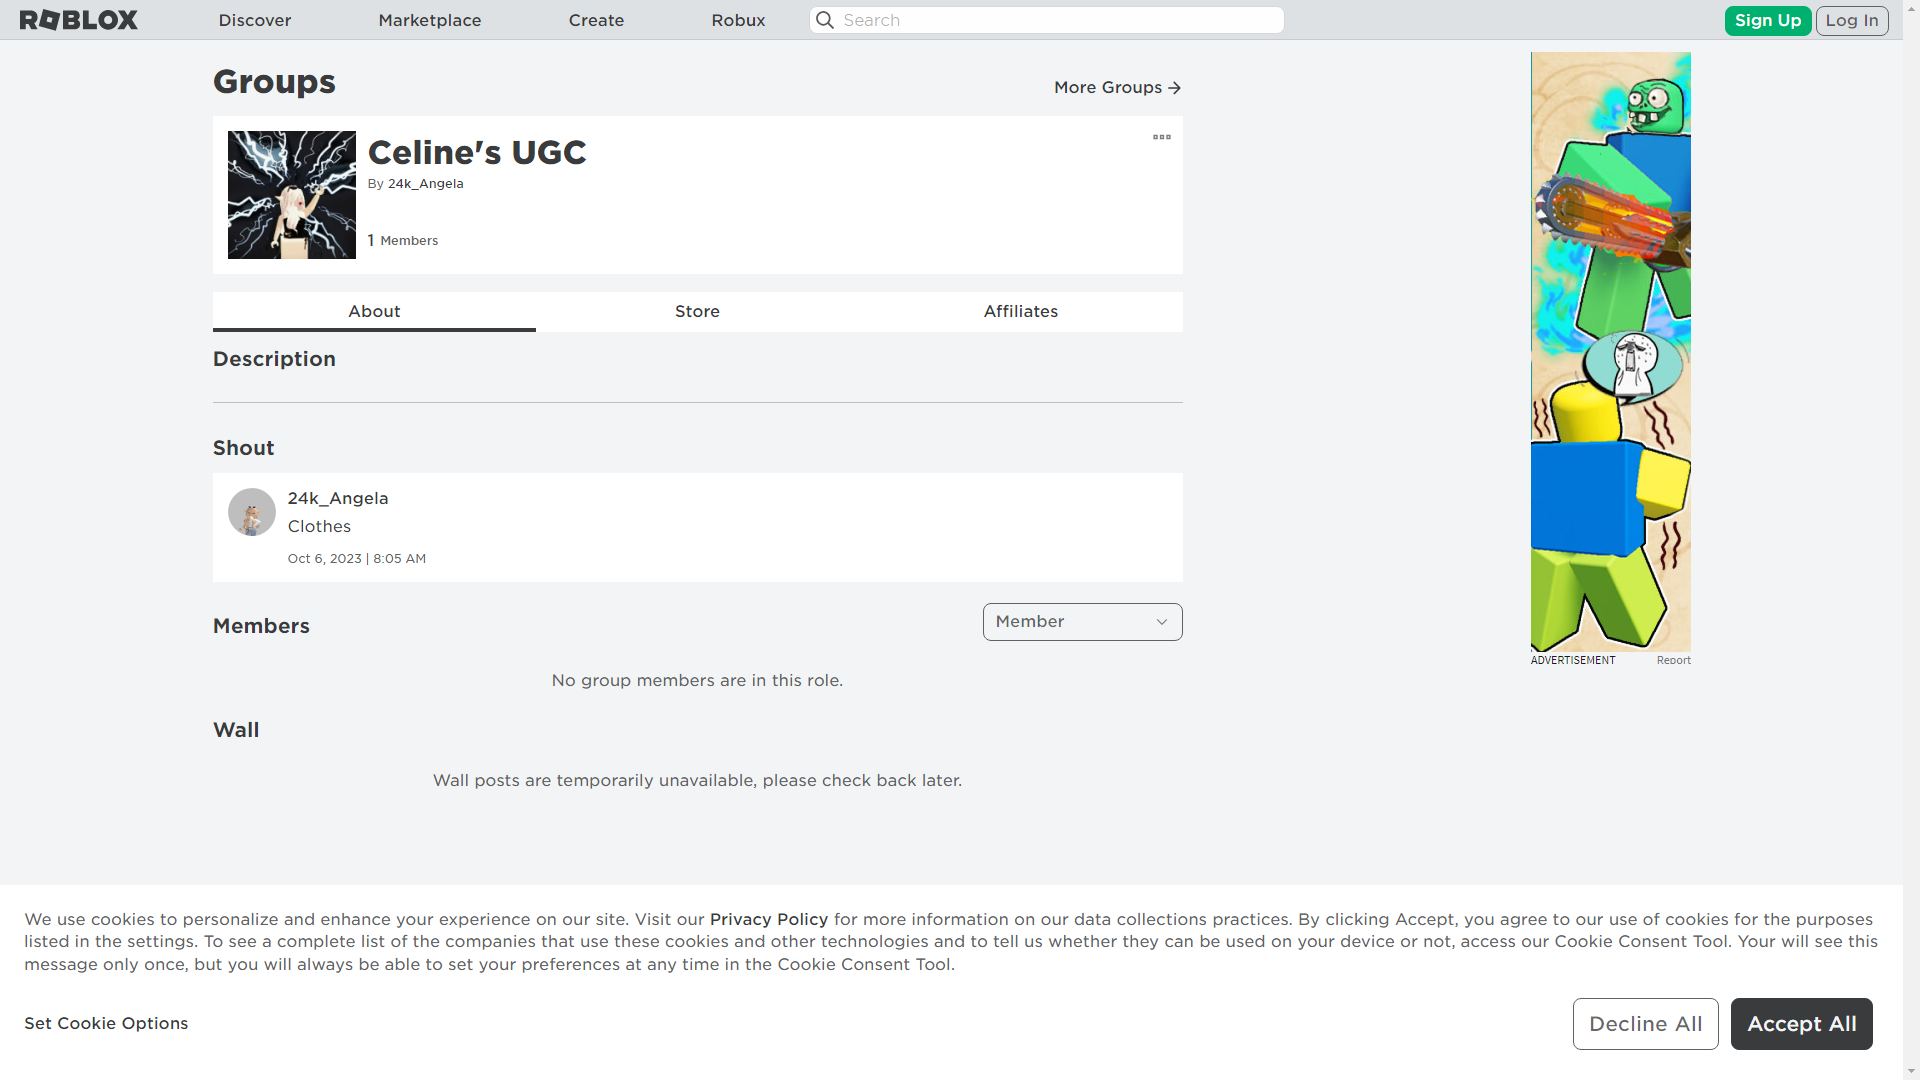 ROBLOX
Discover
Marketplace
Create
Robux
Search
Sign Up
Log In
Groups
More Groups
Celine's UGC
By 24k_Angela
1 Members
About
Store
Affiliates
Description
Shout
24k_Angela
Clothes
Oct 6, 2023 | 8:05 AM
Members
Member
No group members are in this role.
Wall
Wall posts are temporarily unavailable, please check back later.
ADVERTISEMENT
Report
We use cookies to personalize and enhance your experience on our site. Visit our Privacy Policy for more information on our data collections practices. By clicking Accept, you agree to our use of cookies for the purposes
listed in the settings. To see a complete list of the companies that use these cookies and other technologies and to tell us whether they can be used on your device or not, access our Cookie Consent Tool. Your will see this
message only once, but you will always be able to set your preferences at any time in the Cookie Consent Tool.
Set Cookie Options
Decline All
Accept All